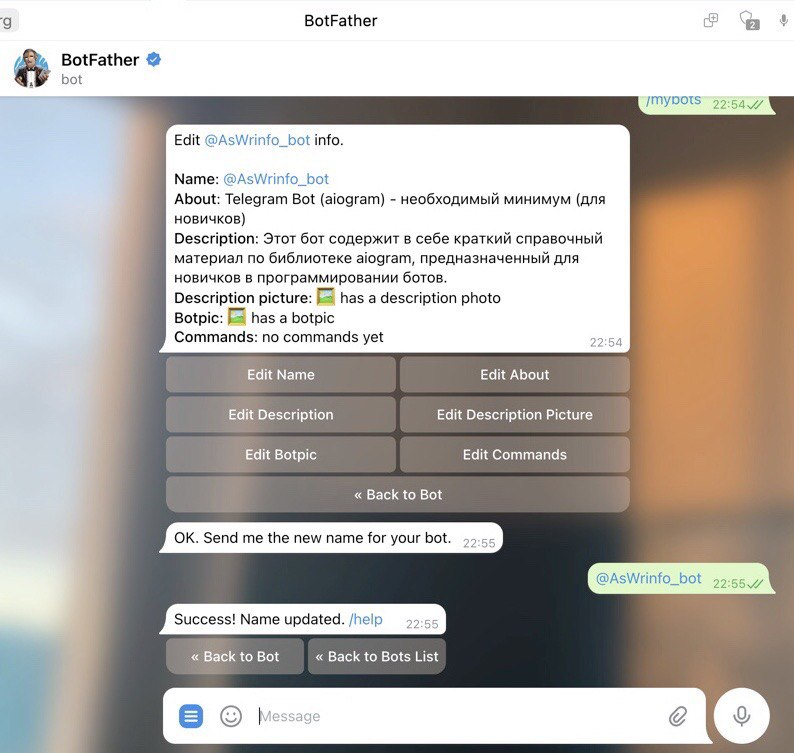 rg
BotFather
2
BotFather
bot
/mybots 22:54
Edit @AsWrinfo_bot info.
Name: @AsWrinfo_bot
About: Telegram Bot (aiogram) - необходимый минимум (для
новичков)
Description: Этот бот содержит в себе краткий справочный
материал по библиотеке aiogram, предназначенный для
новичков в программировании ботов.
Description picture: 🖼 has a description photo
Botpic: 🖼 has a botpic
Commands: no commands yet
22:54
Edit Name Edit About
Edit Description Edit Description Picture
Edit Botpic Edit Commands
« Back to Bot
OK. Send me the new name for your bot. 22:55
@AsWrinfo_bot 22:55
Success! Name updated. /help 22:55
« Back to Bot « Back to Bots List
Message